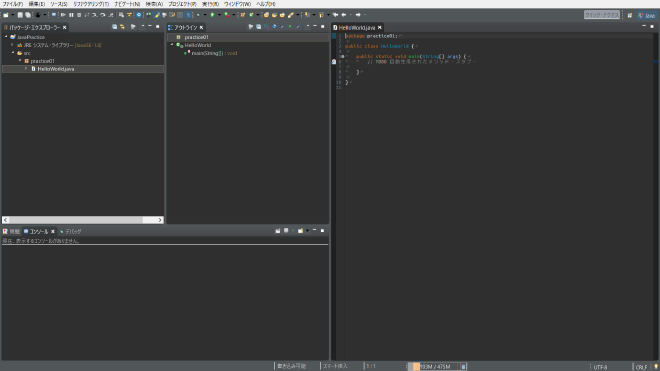 ファイル(F) 編集(E) ソース(S) リファクタリング(T) ナビゲート(N) 検索(A) プロジェクト(P) 実行(R) ウィンドウ(W) ヘルプ(H)
クイック・アクセス
Java
パッケージ・エクスプローラー
JavaPractice
JRE システム・ライブラリー [JavaSE-1.8]
src
practice01
HelloWorld.java
アウトライン
practice01
HelloWorld
main(String[]) : void
HelloWorld.java
package practice01;
public class HelloWorld {
public static void main(String[] args) {
// TODO 自動生成されたメソッド・スタブ
}
}
問題 コンソール デバッグ
現在、表示するコンソールがありません。
書き込み可能 スマート挿入 1 : 1 193M / 475M UTF-8 CRLF